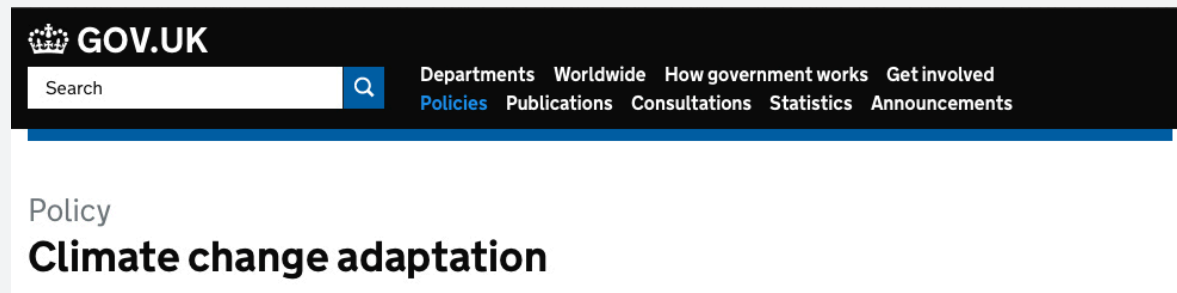 GOV.UK
Search
Departments Worldwide How government works Get involved
Policies Publications Consultations Statistics Announcements
Policy
Climate change adaptation